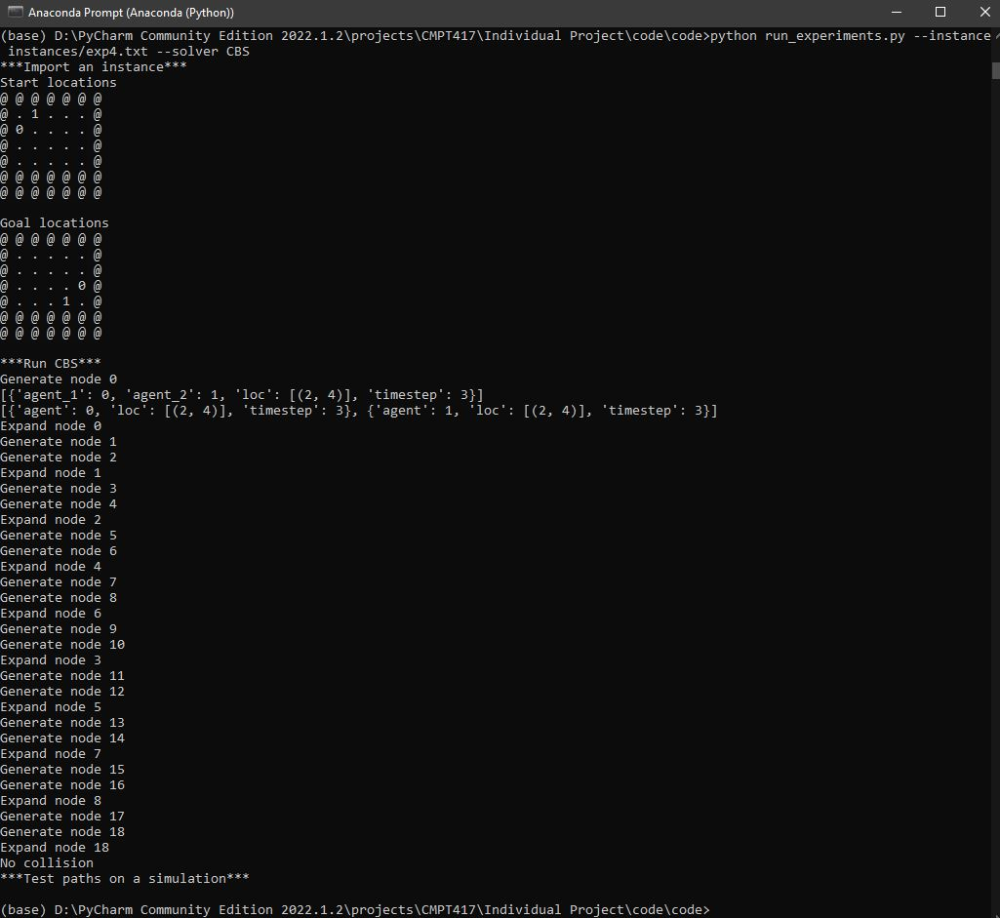 Anaconda Prompt (Anaconda (Python))
(base) D:\PyCharm Community Edition 2022.1.2\projects\CMPT417\Individual Project\code\code>python run_experiments.py --instance
 instances/exp4.txt --solver CBS
***Import an instance***
Start locations
@ @ @ @ @ @ @
@ . 1 . . . @
@ 0 . . . . @
@ . . . . . @
@ . . . . . @
@ @ @ @ @ @ @
@ @ @ @ @ @ @

Goal locations
@ @ @ @ @ @ @
@ . . . . . @
@ . . . . . @
@ . . . . 0 @
@ . . . 1 . @
@ @ @ @ @ @ @
@ @ @ @ @ @ @

***Run CBS***
Generate node 0
[{'agent_1': 0, 'agent_2': 1, 'loc': [(2, 4)], 'timestep': 3}]
[{'agent': 0, 'loc': [(2, 4)], 'timestep': 3}, {'agent': 1, 'loc': [(2, 4)], 'timestep': 3}]
Expand node 0
Generate node 1
Generate node 2
Expand node 1
Generate node 3
Generate node 4
Expand node 2
Generate node 5
Generate node 6
Expand node 4
Generate node 7
Generate node 8
Expand node 6
Generate node 9
Generate node 10
Expand node 3
Generate node 11
Generate node 12
Expand node 5
Generate node 13
Generate node 14
Expand node 7
Generate node 15
Generate node 16
Expand node 8
Generate node 17
Generate node 18
Expand node 18
No collision
***Test paths on a simulation***

(base) D:\PyCharm Community Edition 2022.1.2\projects\CMPT417\Individual Project\code\code>